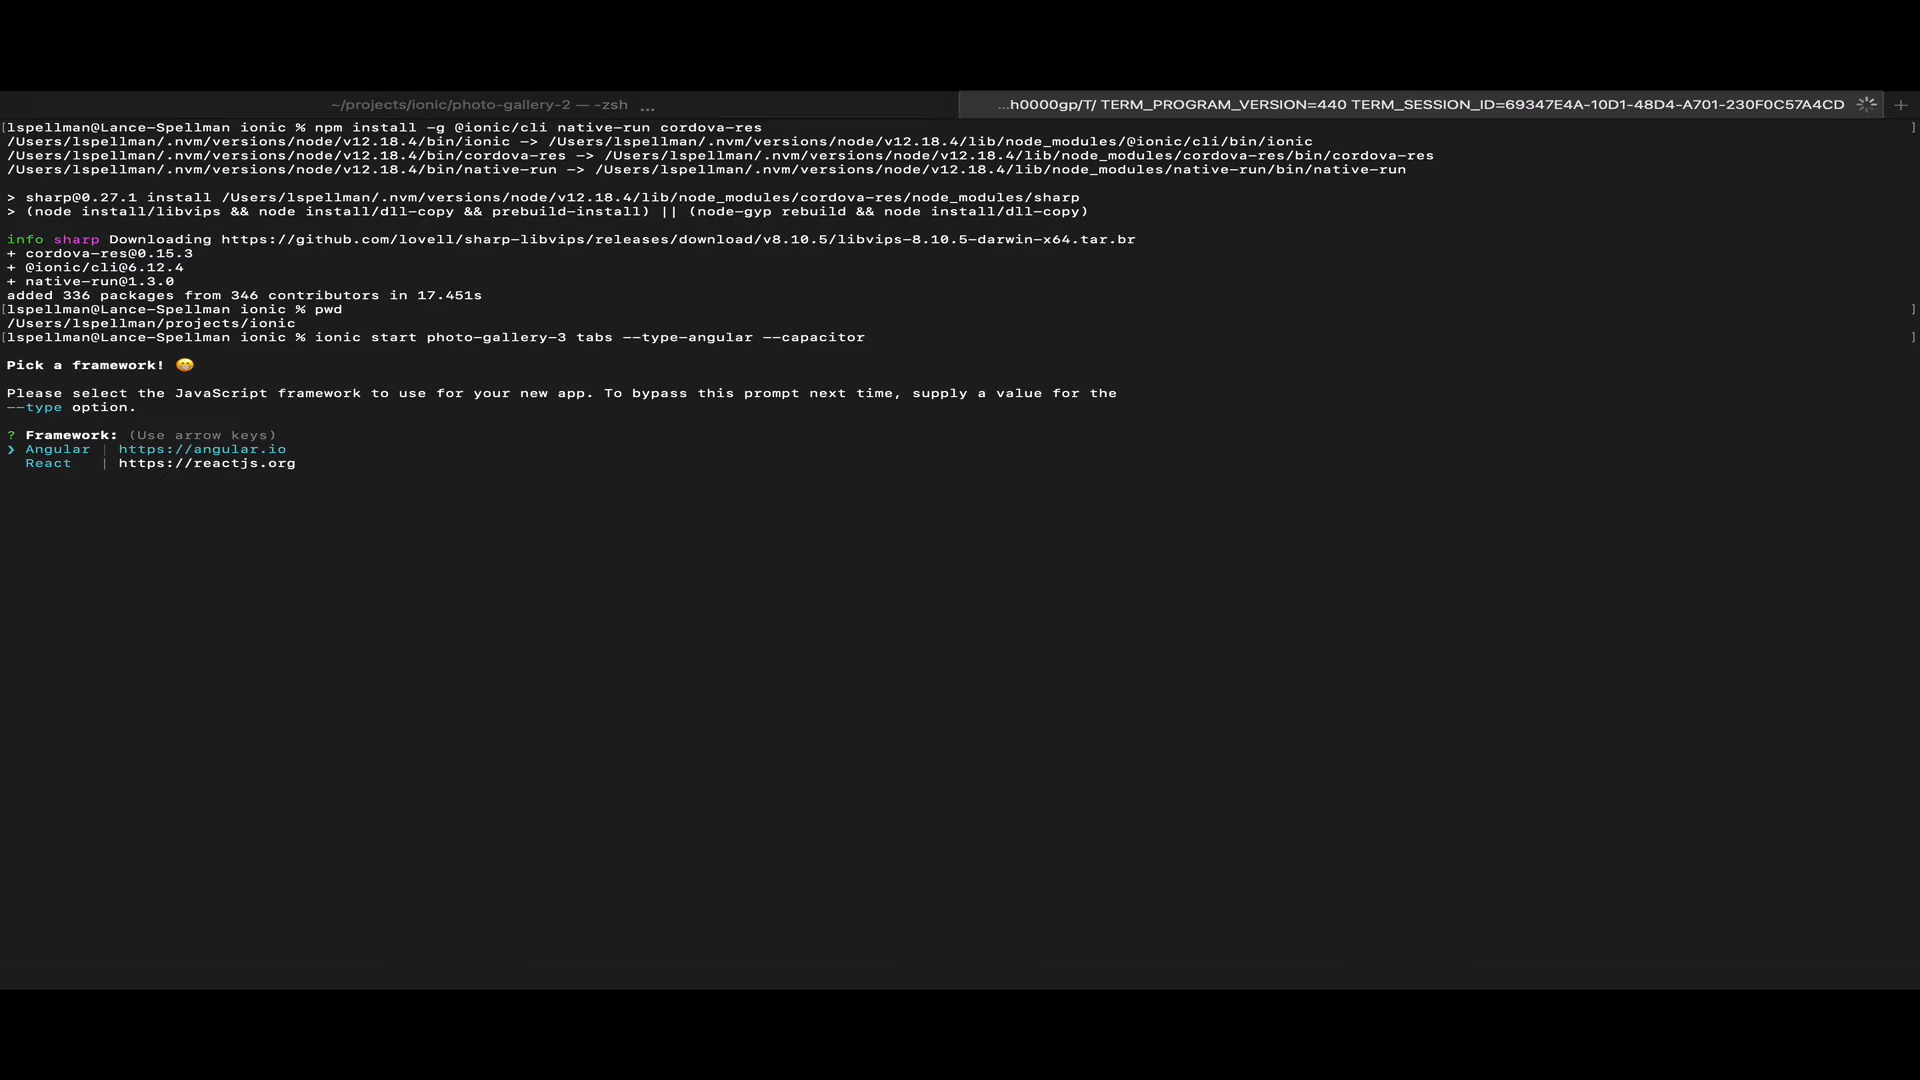 ~/projects/ionic/photo-gallery-2 — -zsh ...
...h0000gp/T/ TERM_PROGRAM_VERSION=440 TERM_SESSION_ID=69347E4A-10D1-48D4-A701-230F0C57A4CD +
[lspellman@Lance-Spellman ionic % npm install -g @ionic/cli native-run cordova-res ]
/Users/lspellman/.nvm/versions/node/v12.18.4/bin/ionic -> /Users/lspellman/.nvm/versions/node/v12.18.4/lib/node_modules/@ionic/cli/bin/ionic
/Users/lspellman/.nvm/versions/node/v12.18.4/bin/cordova-res -> /Users/lspellman/.nvm/versions/node/v12.18.4/lib/node_modules/cordova-res/bin/cordova-res
/Users/lspellman/.nvm/versions/node/v12.18.4/bin/native-run -> /Users/lspellman/.nvm/versions/node/v12.18.4/lib/node_modules/native-run/bin/native-run
> sharp@0.27.1 install /Users/lspellman/.nvm/versions/node/v12.18.4/lib/node_modules/cordova-res/node_modules/sharp
> (node install/libvips && node install/dll-copy && prebuild-install) || (node-gyp rebuild && node install/dll-copy)
info sharp Downloading https://github.com/lovell/sharp-libvips/releases/download/v8.10.5/libvips-8.10.5-darwin-x64.tar.br
+ cordova-res@0.15.3
+ @ionic/cli@6.12.4
+ native-run@1.3.0
added 336 packages from 346 contributors in 17.451s
[lspellman@Lance-Spellman ionic % pwd ]
/Users/lspellman/projects/ionic
[lspellman@Lance-Spellman ionic % ionic start photo-gallery-3 tabs --type-angular --capacitor ]
Pick a framework! 😁
Please select the JavaScript framework to use for your new app. To bypass this prompt next time, supply a value for the
--type option.
? Framework: (Use arrow keys)
❯ Angular | https://angular.io
React | https://reactjs.org